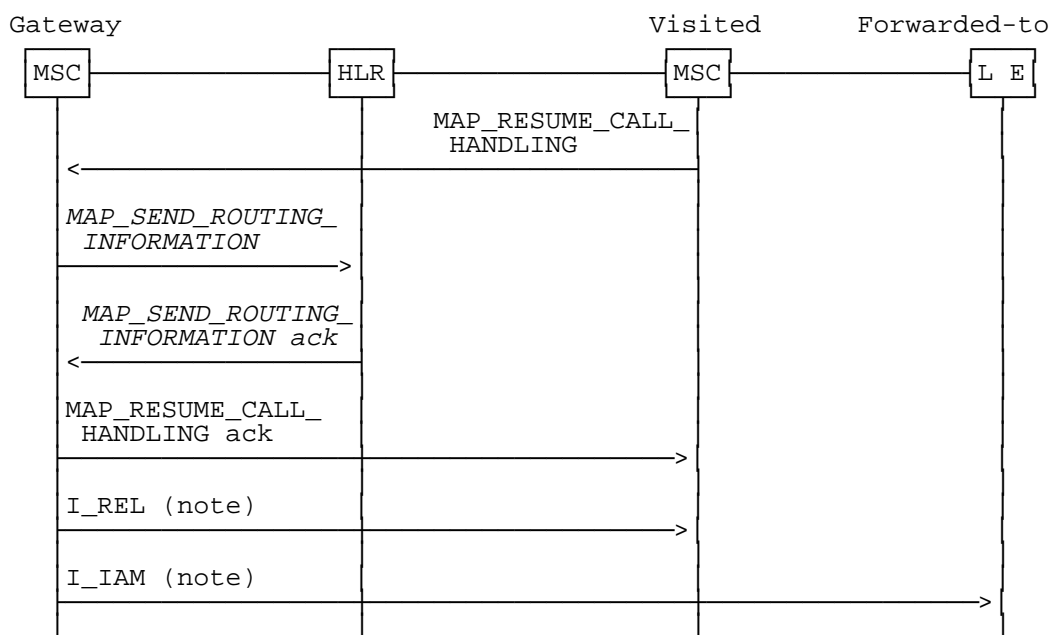 Gateway Visited Forwarded-to
MSC HLR MSC L E
MAP_RESUME_CALL_
HANDLING
MAP_SEND_ROUTING_
INFORMATION
MAP_SEND_ROUTING_
INFORMATION ack
MAP_RESUME_CALL_
HANDLING ack
I_REL (note)
I_IAM (note)